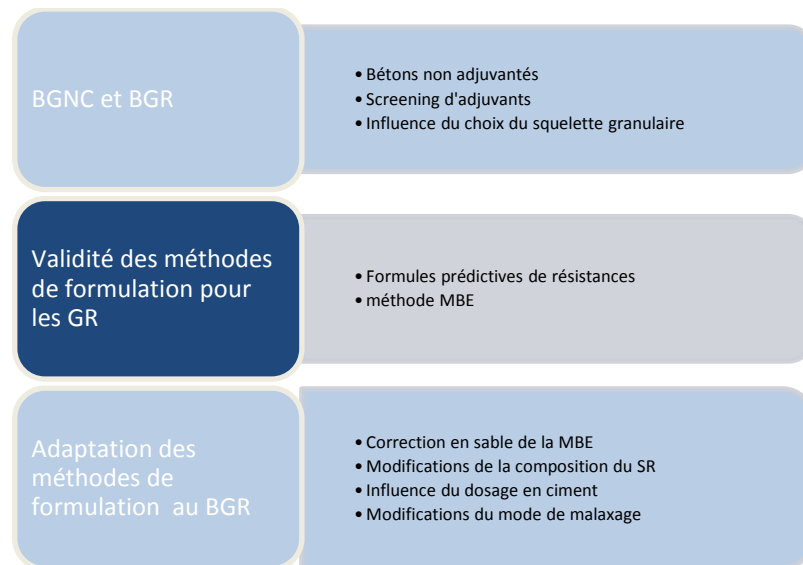 BGNC et BGR
• Bétons non adjuvantés
• Screening d'adjuvants
• Influence du choix du squelette granulaire
Validité des méthodes
de formulation pour
les GR
• Formules prédictives de résistances
• méthode MBE
Adaptation des
méthodes de
formulation au BGR
• Correction en sable de la MBE
• Modifications de la composition du SR
• Influence du dosage en ciment
• Modifications du mode de malaxage